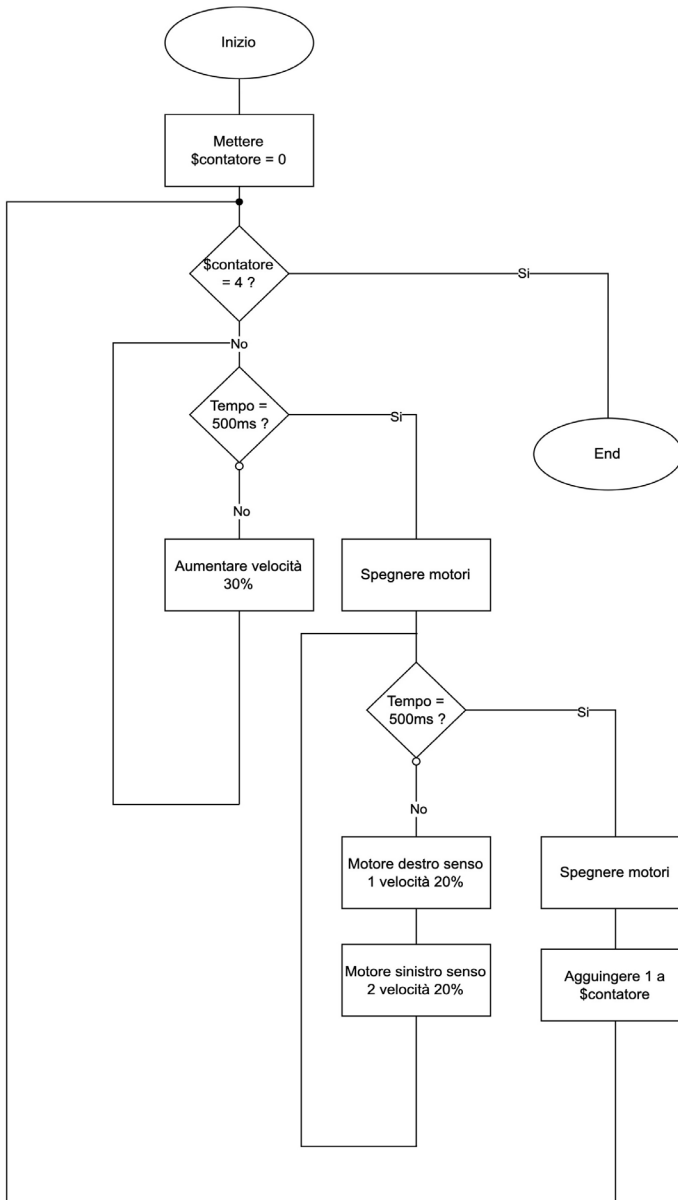 Inizio
Mettere
$contatore = 0
$contatore
= 4 ?
Si
No
Tempo =
500ms ?
Si
End
No
Aumentare velocità
30%
Spegnere motori
Tempo =
500ms ?
Si
No
Motore destro senso
1 velocità 20%
Spegnere motori
Motore sinistro senso
2 velocità 20%
Agguingere 1 a
$contatore